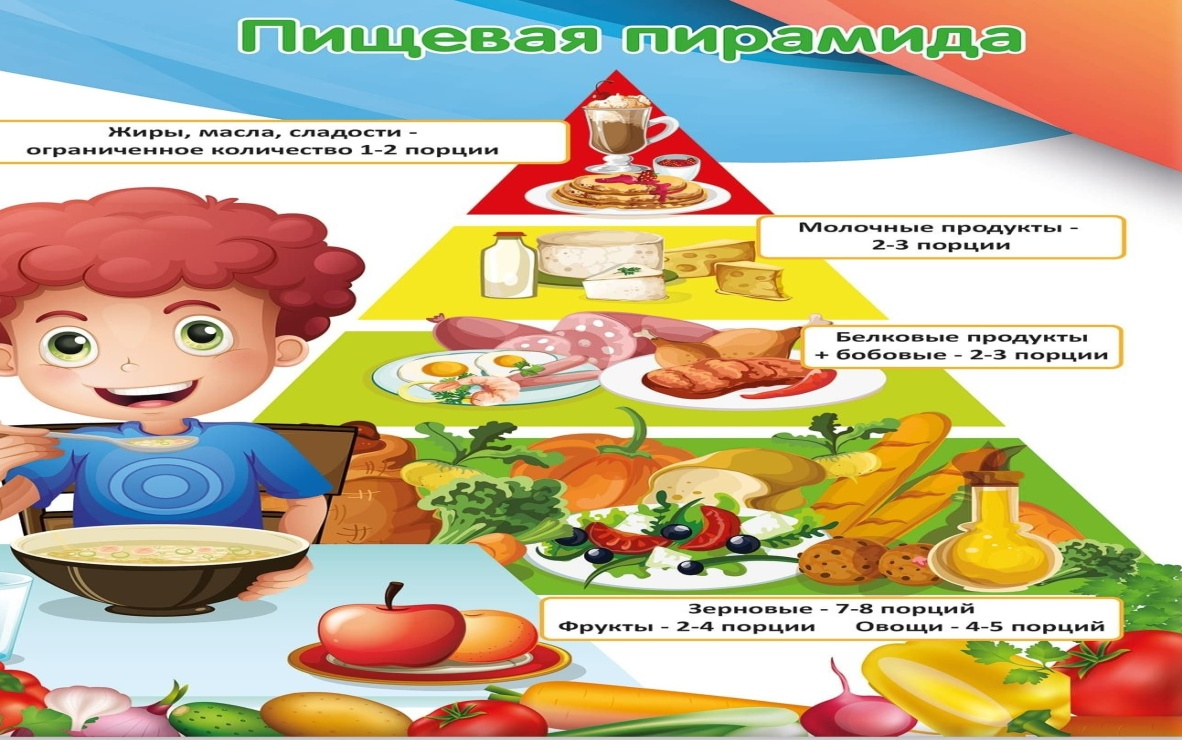 Пищевая пирамида
Жиры, масла, сладости -
ограниченное количество 1-2 порции
Молочные продукты -
2-3 порции
Белковые продукты
+ бобовые - 2-3 порции
Зерновые - 7-8 порций
Фрукты - 2-4 порции Овощи - 4-5 порций